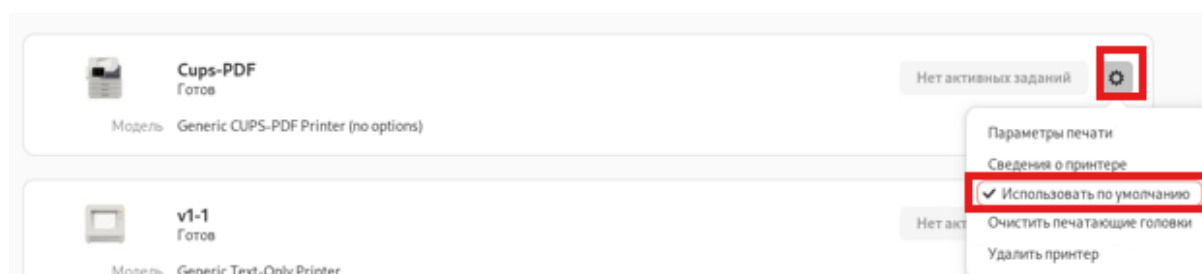 Cups-PDF
Готов
Нет активных заданий
Модель Generic CUPS-PDF Printer (no options)
Параметры печати
Сведения о принтере
✔ Использовать по умолчанию
Очистить печатающие головки
Удалить принтер
v1-1
Готов
Нет акт
Модель Generic Text-Only Printer